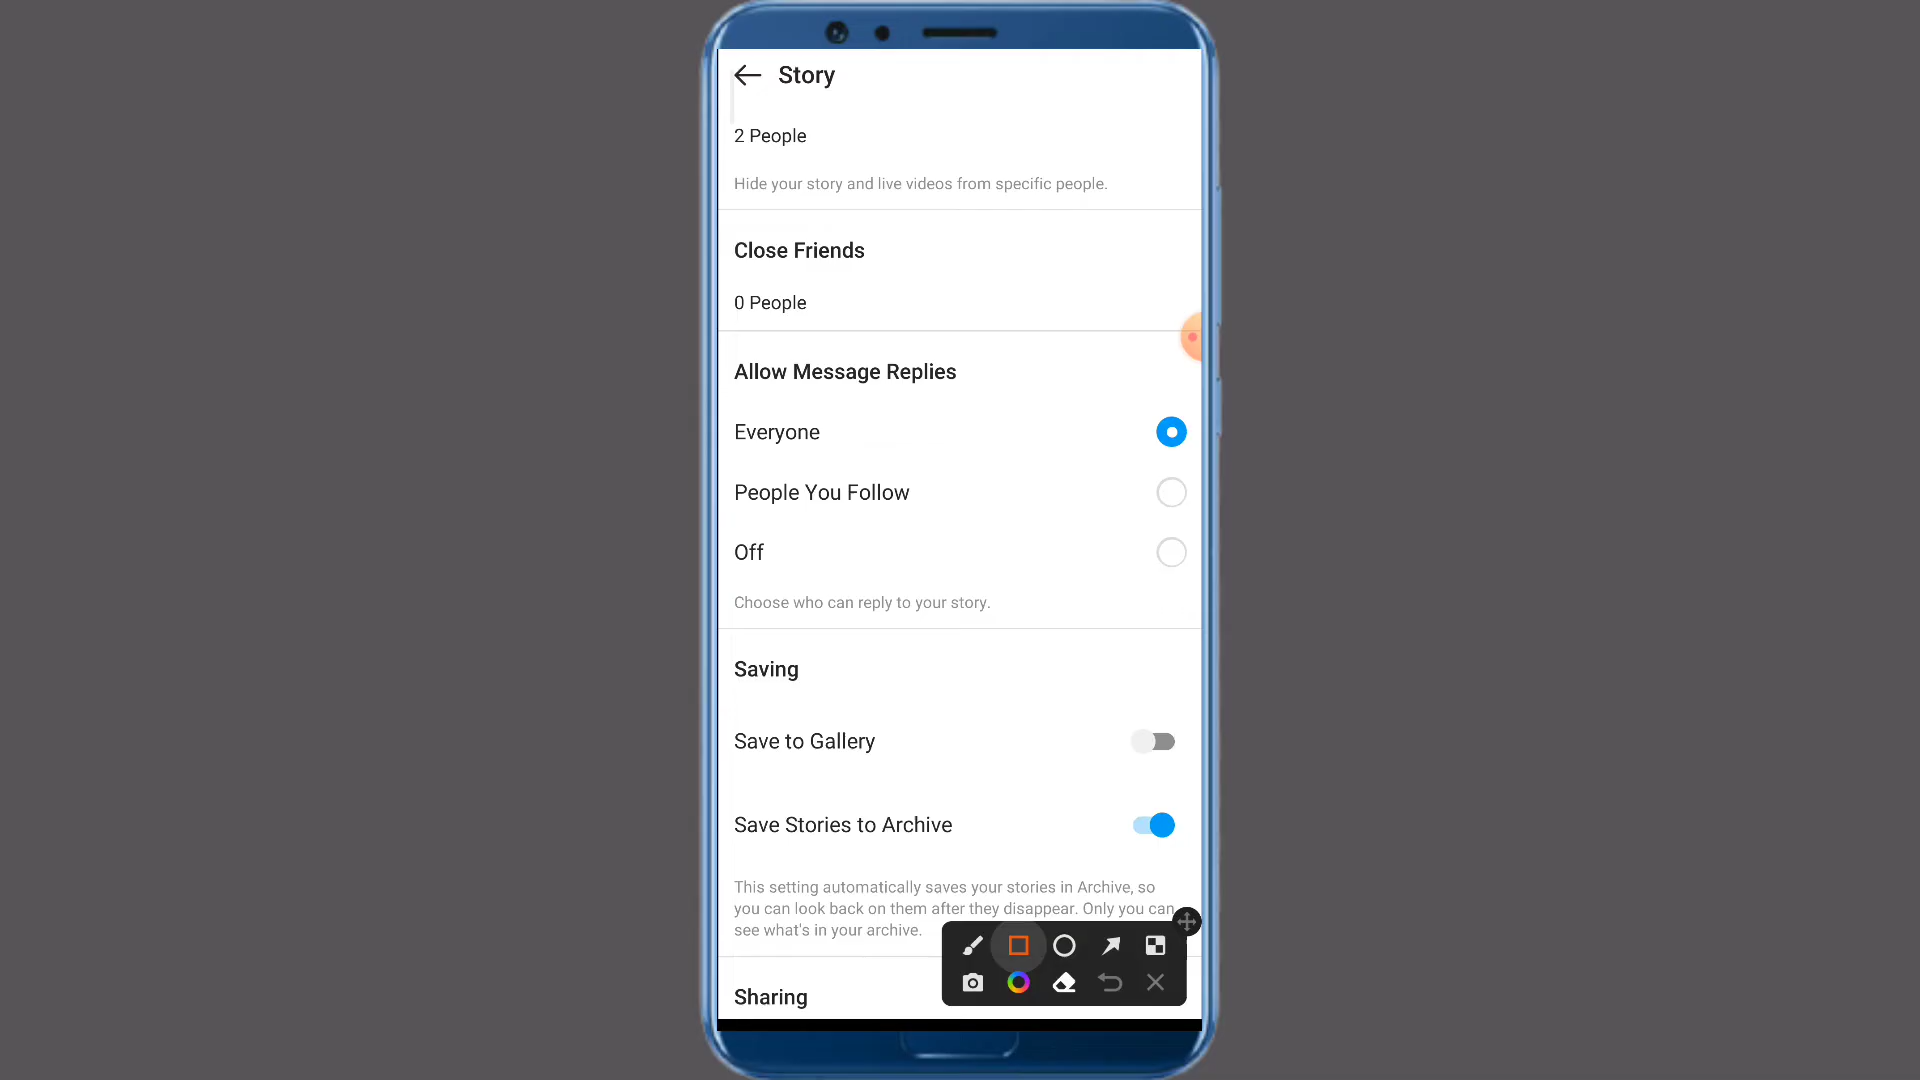 Story
2 People
Hide your story and live videos from specific people.
Close Friends
0 People
Allow Message Replies
Everyone
People You Follow
Off
Choose who can reply to your story.
Saving
Save to Gallery
Save Stories to Archive
This setting automatically saves your stories in Archive, so
you can look back on them after they disappear. Only you can
see what's in your archive.
Sharing